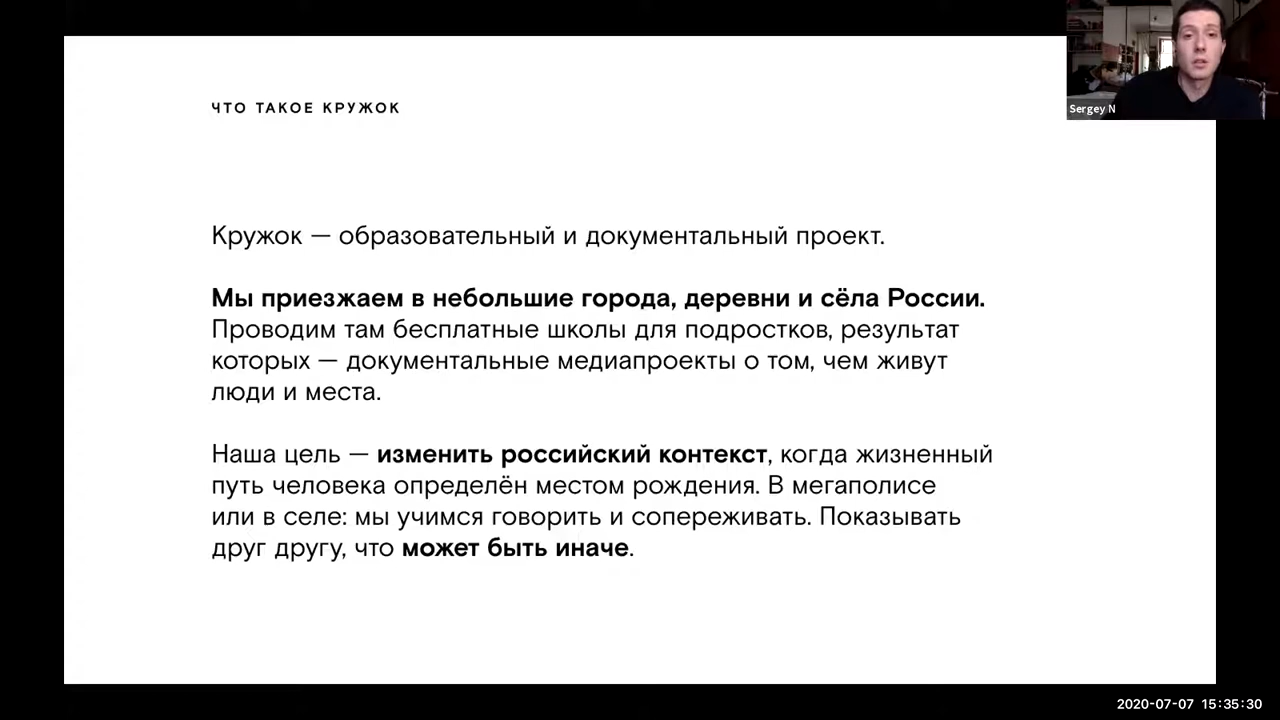 Sergey N
ЧТО ТАКОЕ КРУЖОК
Кружок — образовательный и документальный проект.
Мы приезжаем в небольшие города, деревни и сёла России.
Проводим там бесплатные школы для подростков, результат
которых — документальные медиапроекты о том, чем живут
люди и места.
Наша цель — изменить российский контекст, когда жизненный
путь человека определён местом рождения. В мегаполисе
или в селе: мы учимся говорить и сопереживать. Показывать
друг другу, что может быть иначе.
2020-07-07 15:35:30